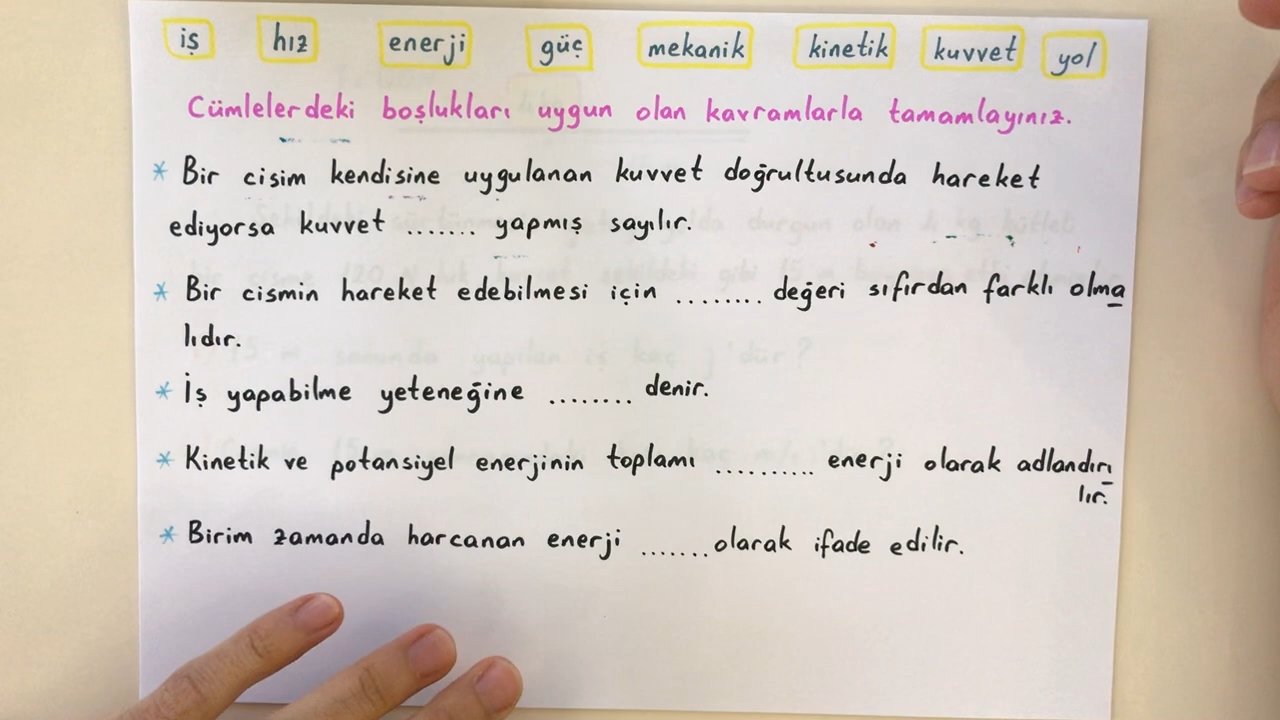 iş hız enerji güç mekanik kinetik kuvvet yol
Cümlelerdeki boşlukları uygun olan kavramlarla tamamlayınız.
* Bir cisim kendisine uygulanan kuvvet doğrultusunda hareket
ediyorsa kuvvet ....... yapmış sayılır.
* Bir cismin hareket edebilmesi için ........ değeri sıfırdan farklı olma
lıdır.
* İş yapabilme yeteneğine ........ denir.
* Kinetik ve potansiyel enerjinin toplamı .......... enerji olarak adlandırı
lır.
* Birim zamanda harcanan enerji ....... olarak ifade edilir.